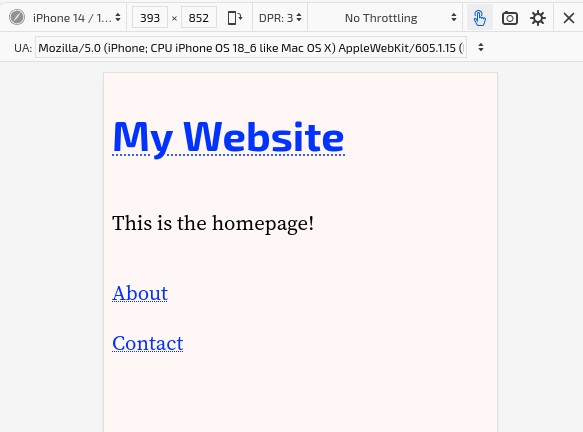 iPhone 14 / 1... 393 × 852 DPR: 3 No Throttling
UA: Mozilla/5.0 (iPhone; CPU iPhone OS 18_6 like Mac OS X) AppleWebKit/605.1.15 (
My Website
This is the homepage!
About
Contact